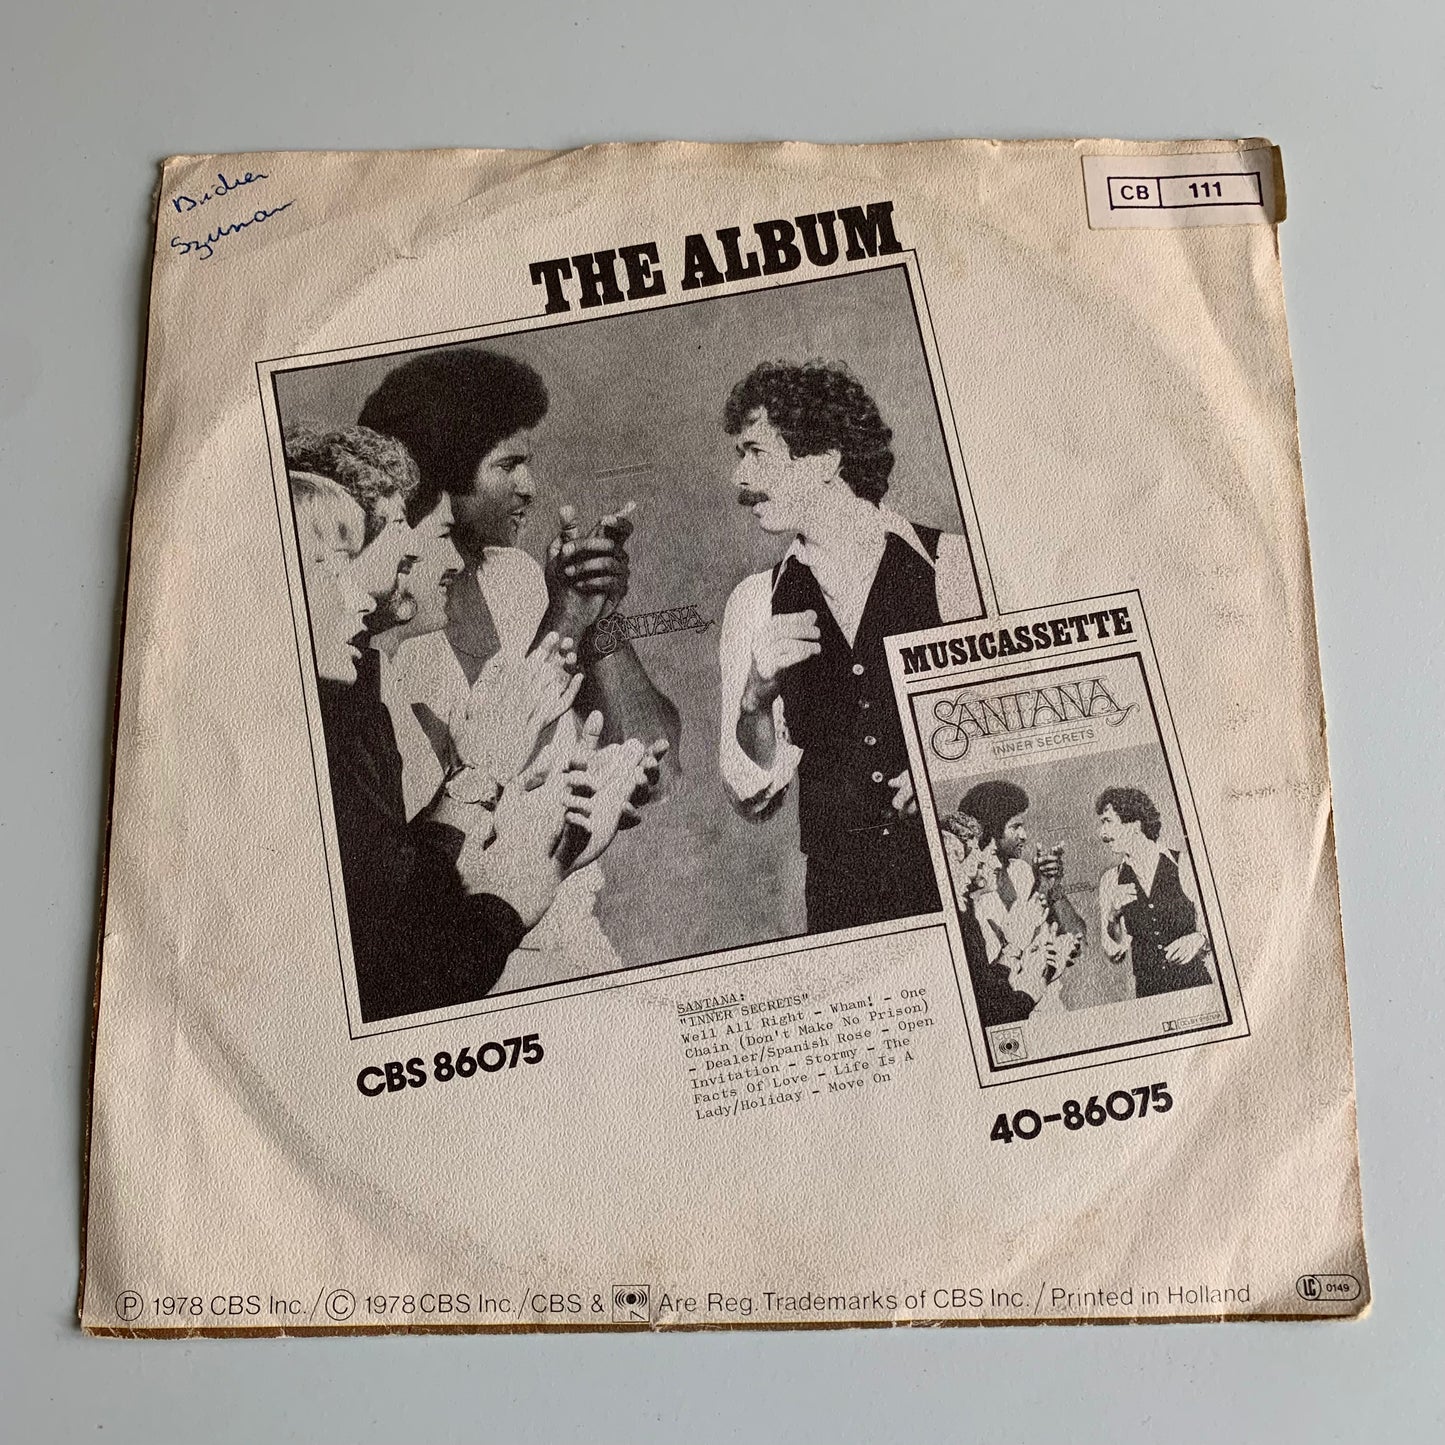 Didier
Szuman
CB 111
THE ALBUM
SANTANA
MUSICASSETTE
SANTANA
INNER SECRETS
SANTANA:
"INNER SECRETS"
Well All Right - Wham! - One
Chain (Don't Make No Prison)
- Dealer/Spanish Rose - Open
Invitation - Stormy - The
Facts Of Love - Life Is A
Lady/Holiday - Move On
CBS 86075
40-86075
Ⓟ 1978 CBS Inc./© 1978 CBS Inc./CBS & Are Reg. Trademarks of CBS Inc./Printed in Holland
LC 0149